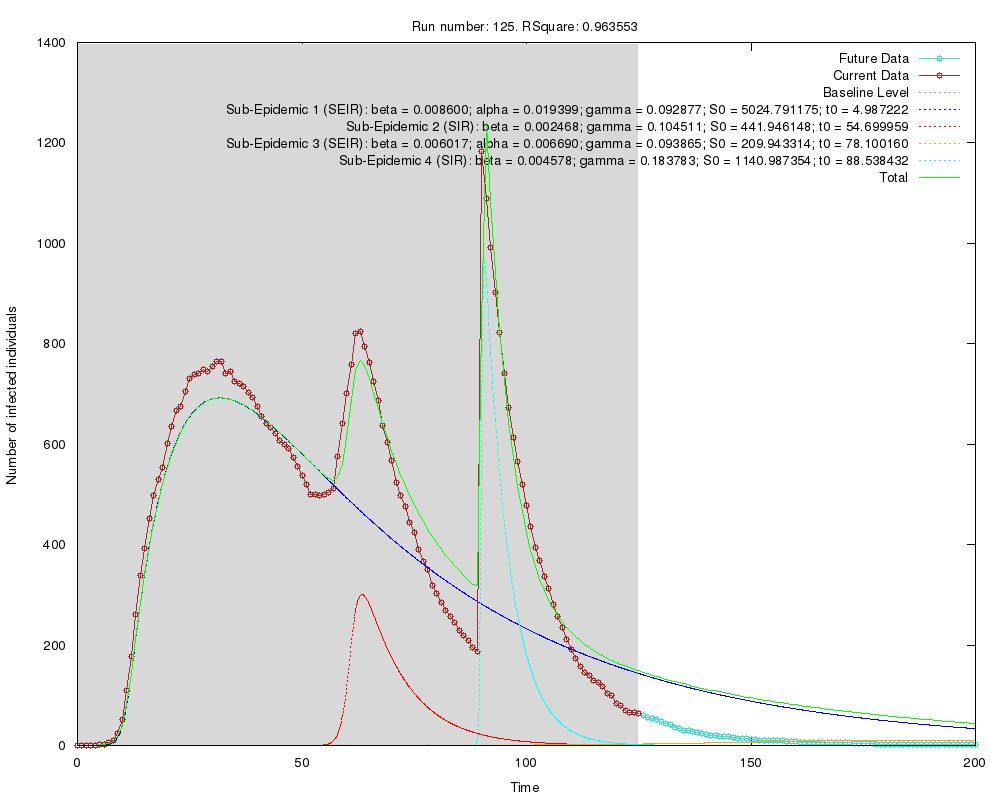 Run number: 125. RSquare: 0.963553
1400
1200
1000
800
600
400
200
0
Number of infected individuals
Future Data
Current Data
Baseline Level
Sub-Epidemic 1 (SEIR): beta = 0.008600; alpha = 0.019399; gamma = 0.092877; S0 = 5024.791175; t0 = 4.987222
Sub-Epidemic 2 (SIR): beta = 0.002468; gamma = 0.104511; S0 = 441.946148; t0 = 54.699959
Sub-Epidemic 3 (SEIR): beta = 0.006017; alpha = 0.006690; gamma = 0.093865; S0 = 209.943314; t0 = 78.100160
Sub-Epidemic 4 (SIR): beta = 0.004578; gamma = 0.183783; S0 = 1140.987354; t0 = 88.538432
Total
0 50 100 150 200
Time